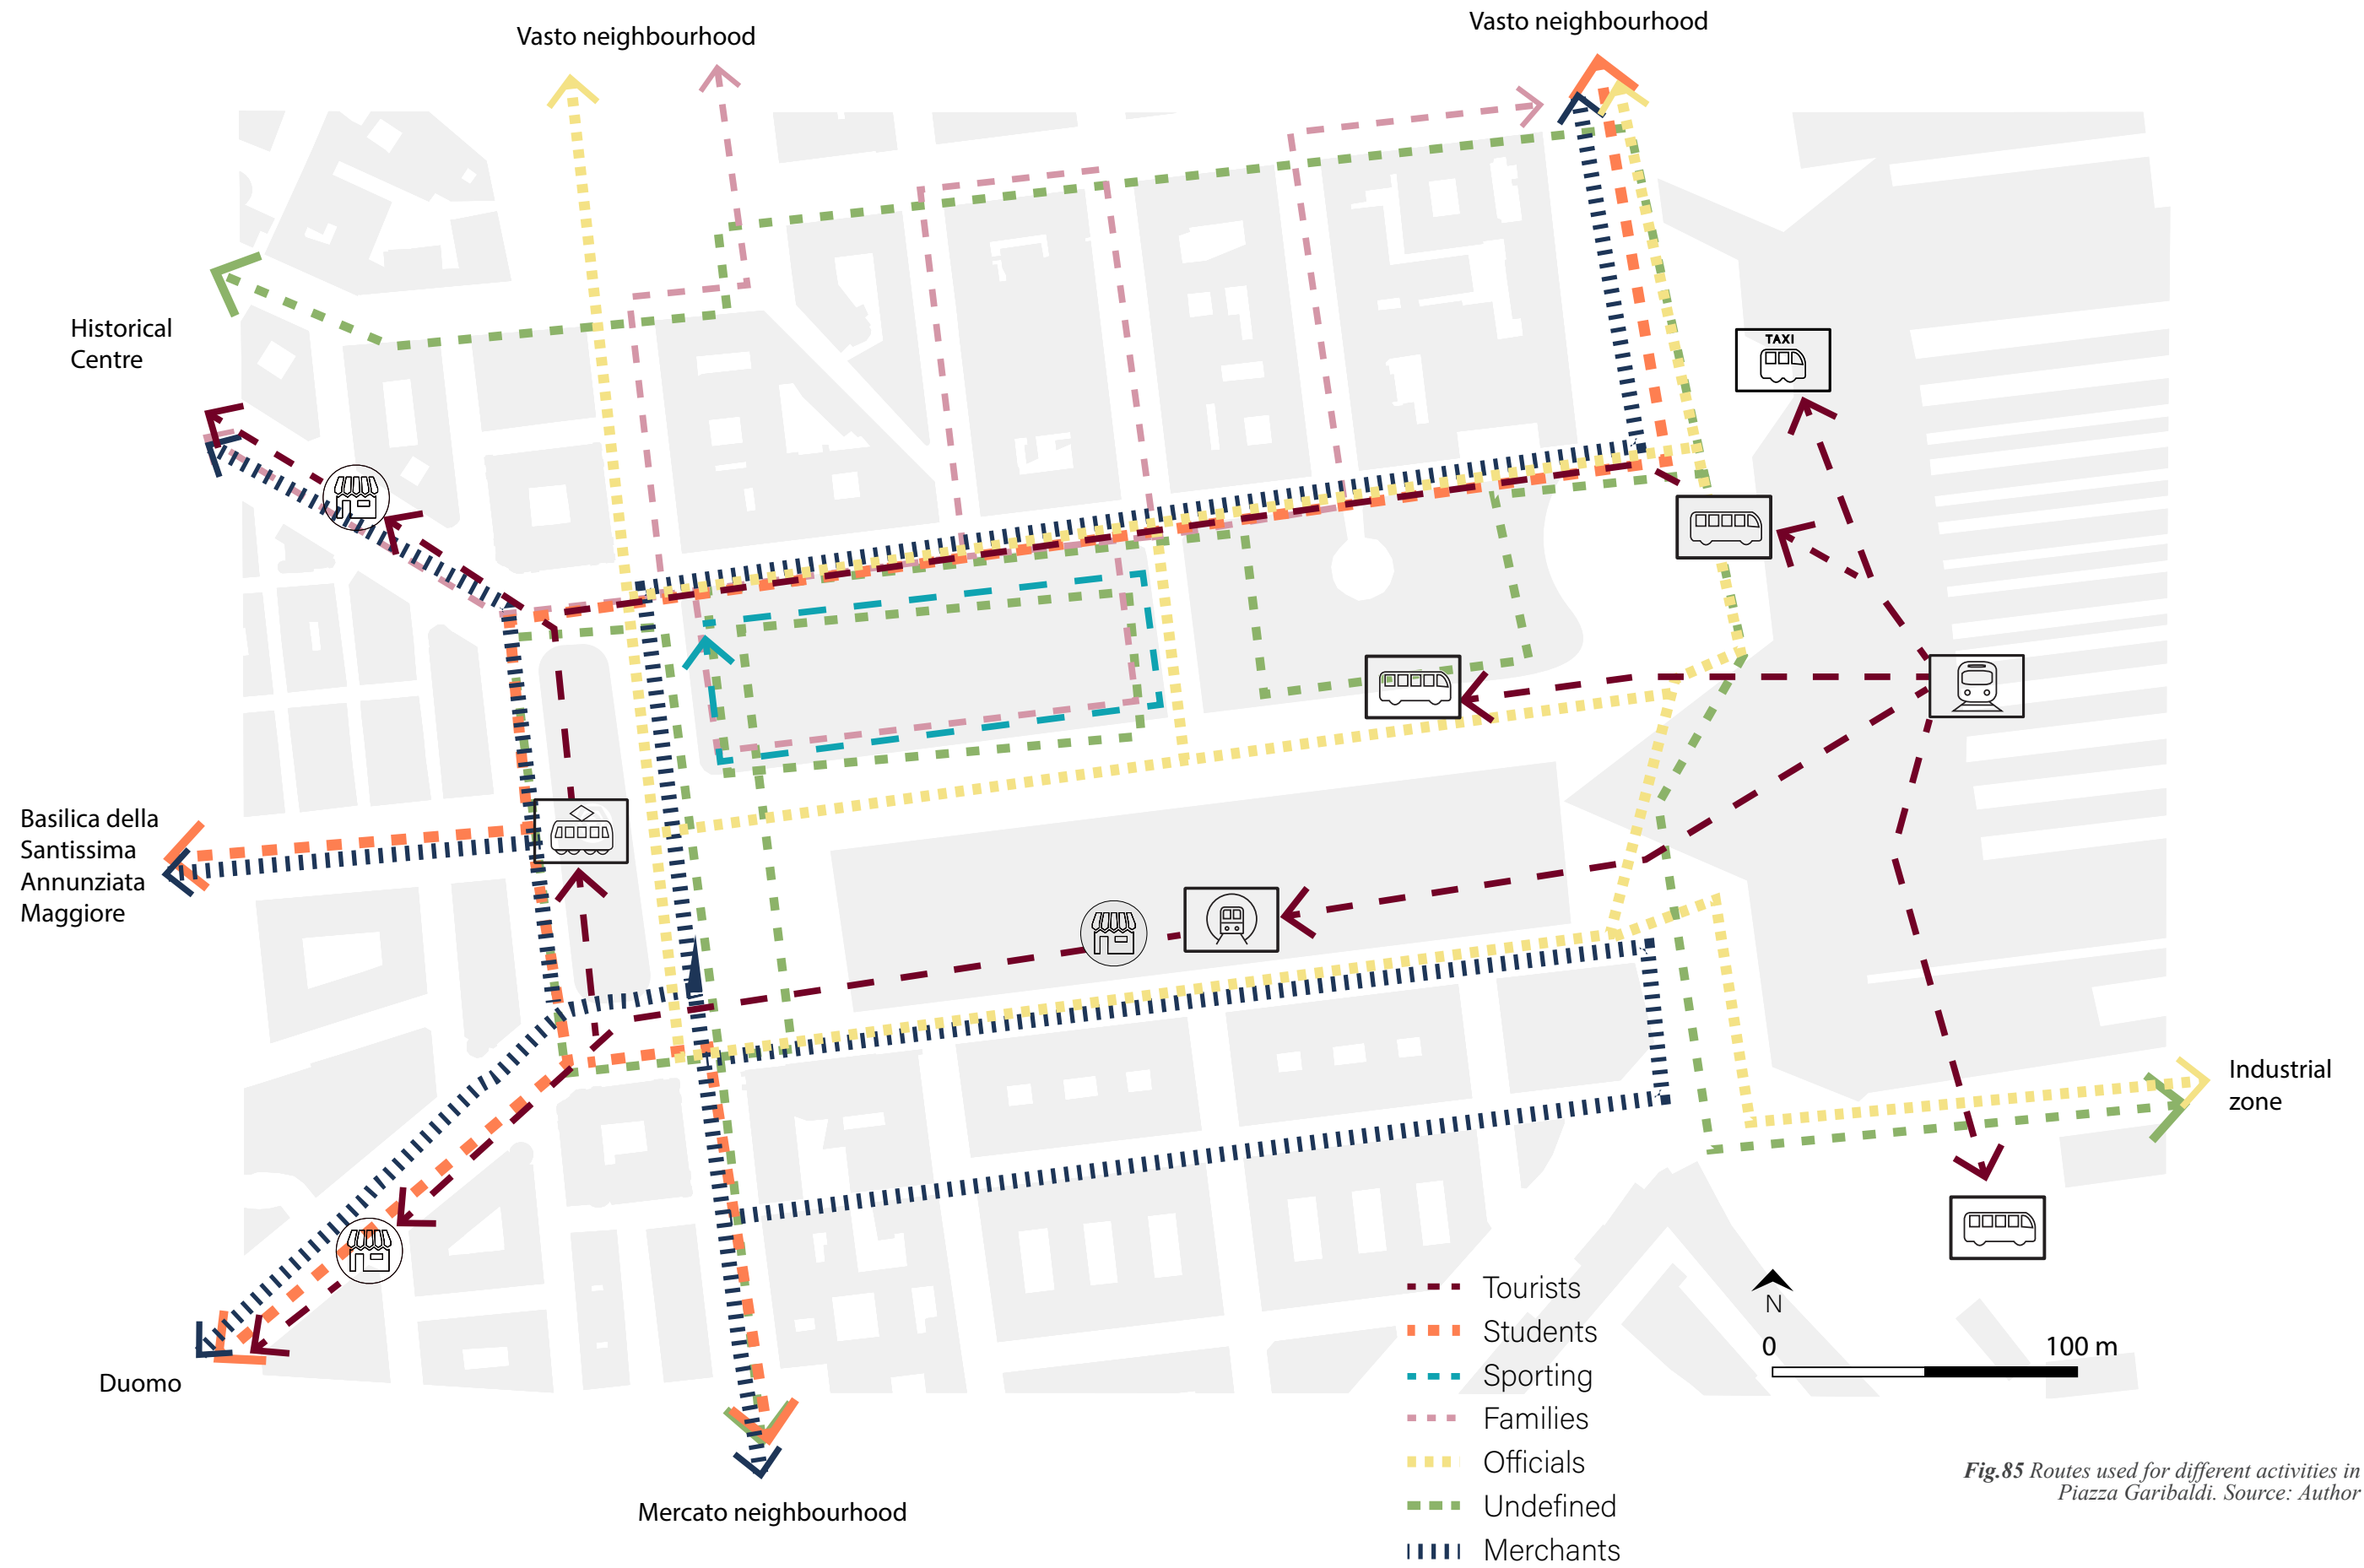 Vasto neighbourhood
Vasto neighbourhood
Historical
Centre
TAXI
Basilica della
Santissima
Annunziata
Maggiore
Industrial
zone
Duomo
Mercato neighbourhood
Tourists
Students
Sporting
Families
Officials
Undefined
Merchants
N
0
100 m
Fig.85 Routes used for different activities in
Piazza Garibaldi. Source: Author